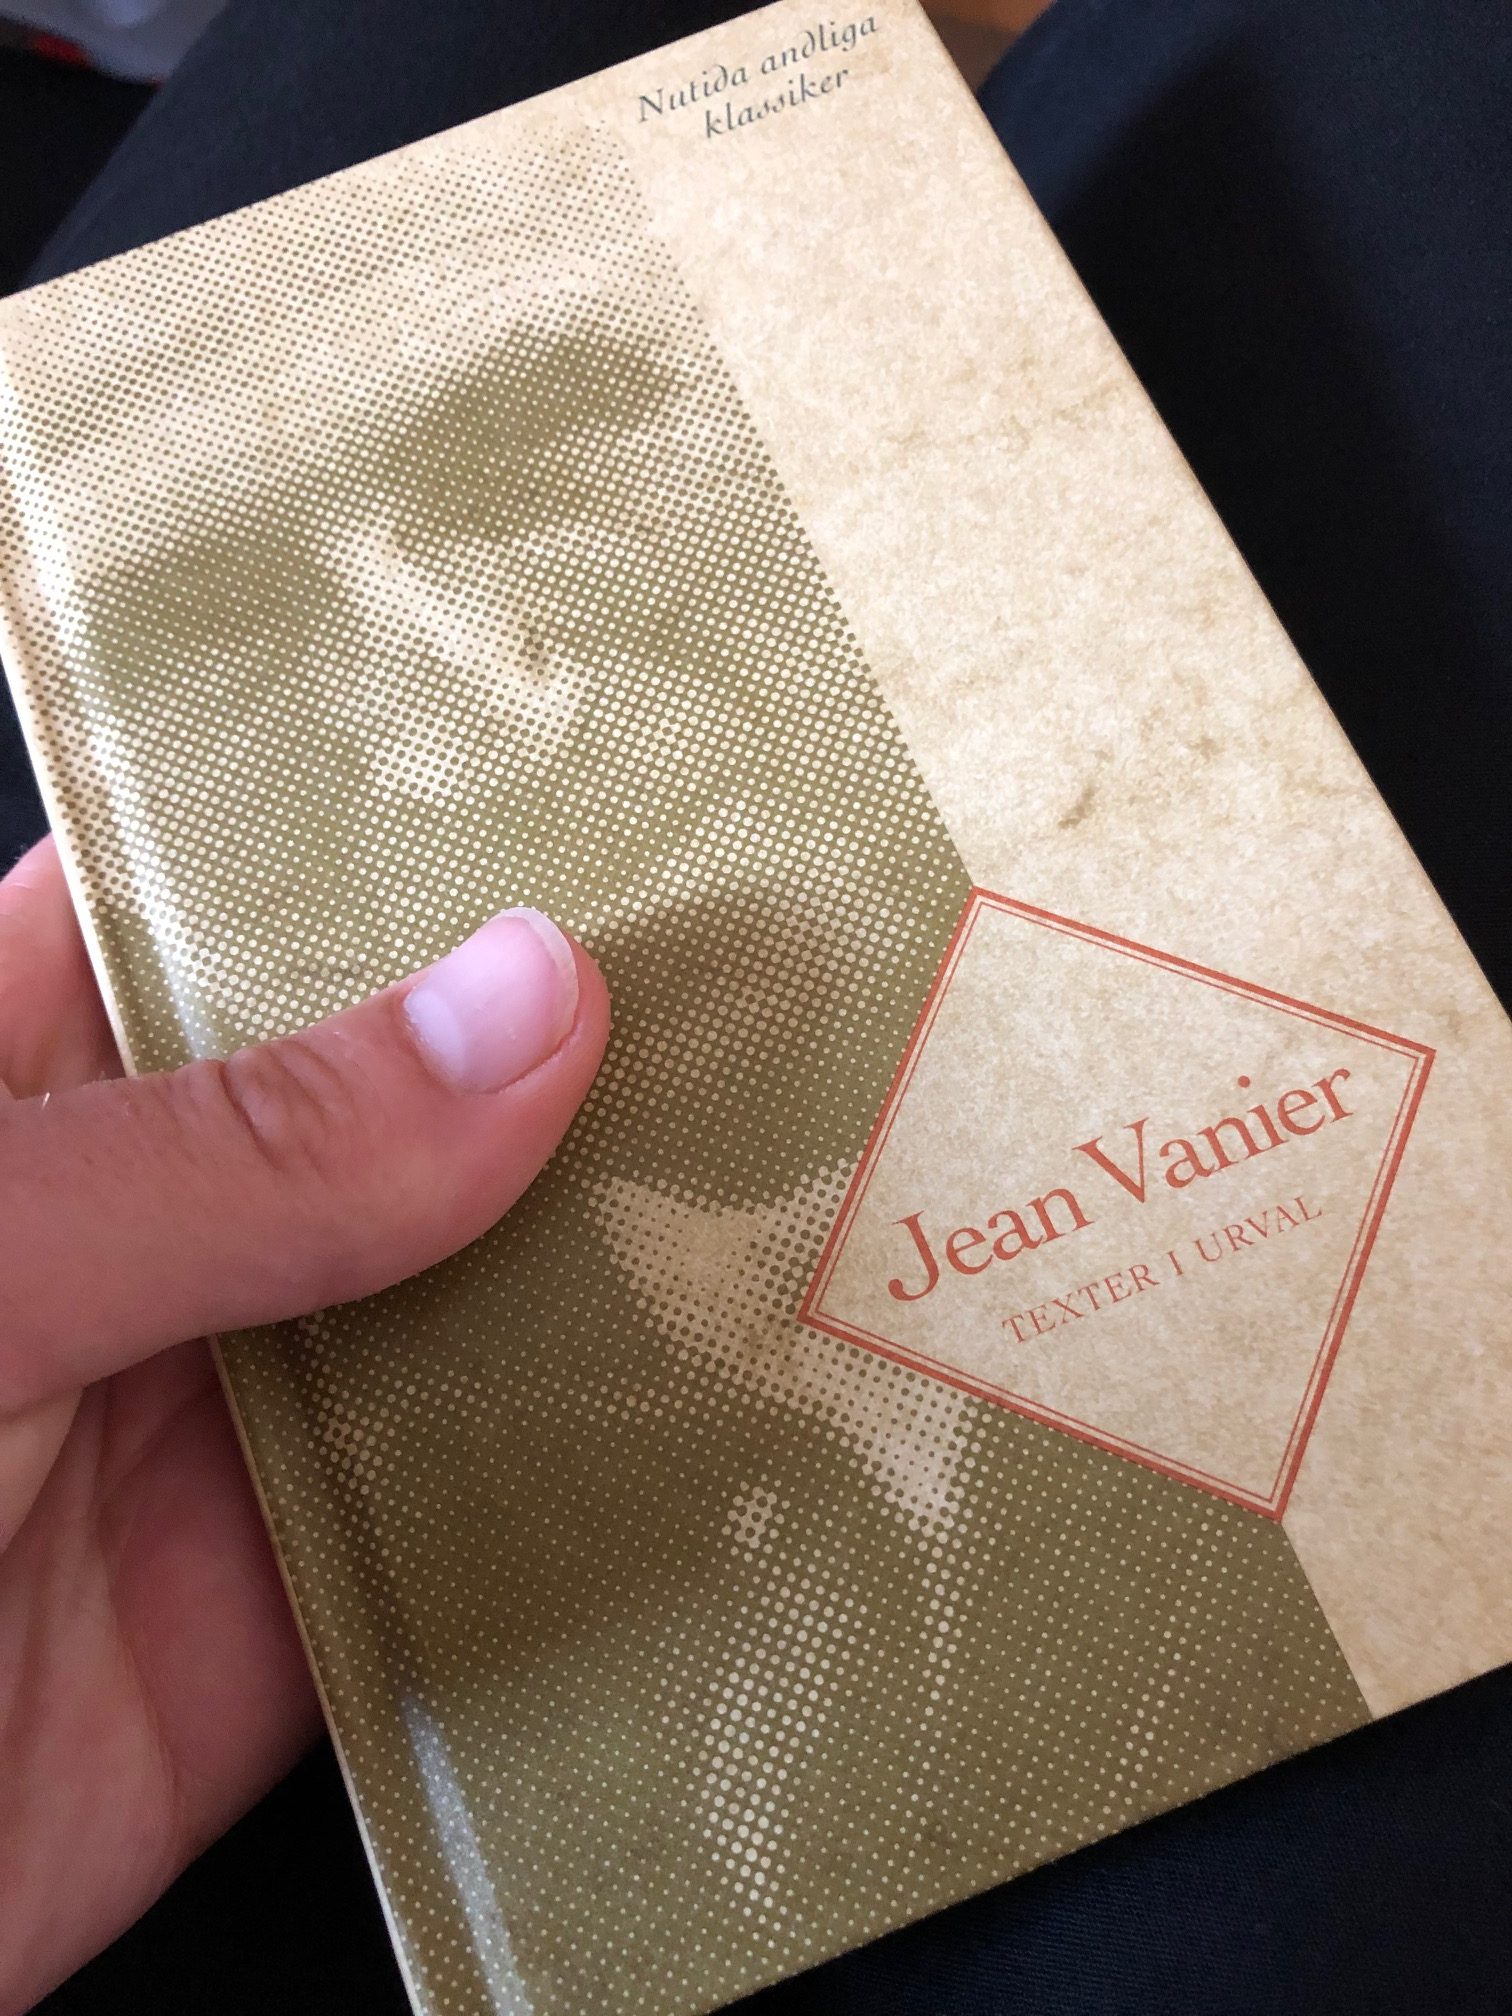 Nutida andliga
klassiker
Jean Vanier
TEXTER I URVAL